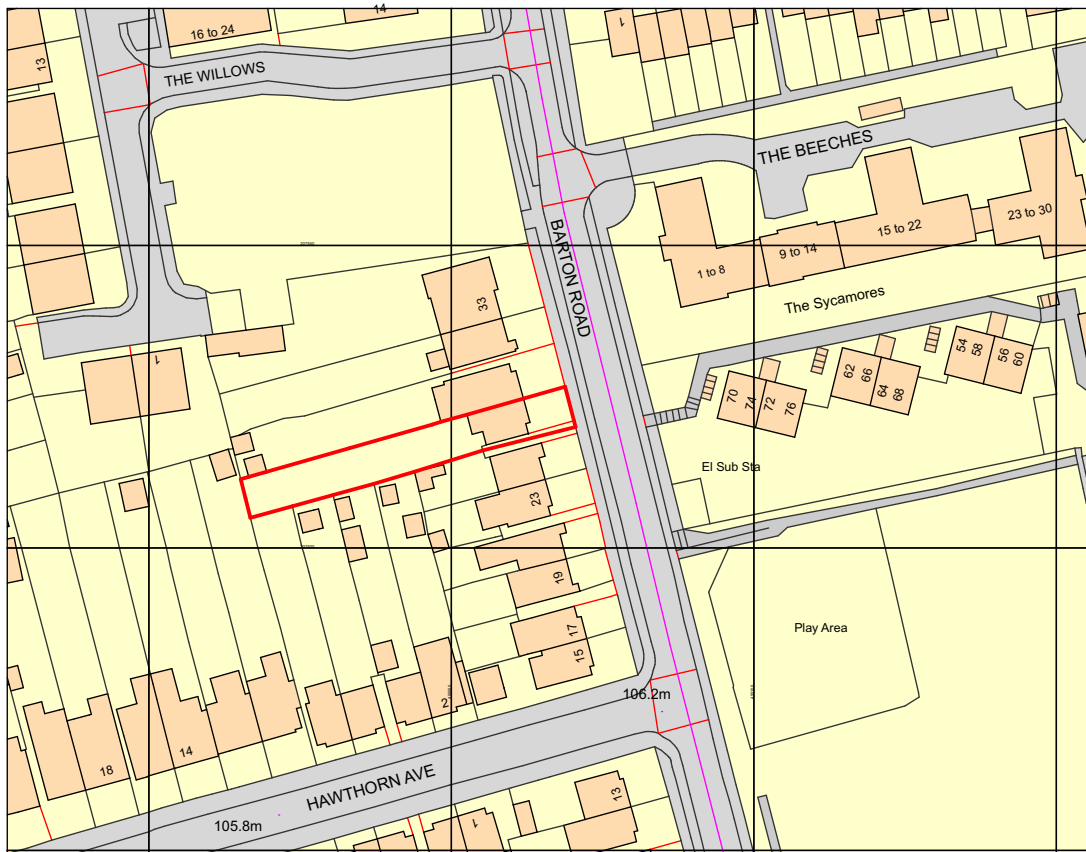 14
16 to 24
1
13
THE WILLOWS
THE BEECHES
23 to 30
15 to 22
BARTON ROAD
9 to 14
1 to 8
33
The Sycamores
1
54
58
56
60
62
66
64
68
70
74
72
76
El Sub Sta
23
19
Play Area
17
15
106.2m
2
14
18
HAWTHORN AVE
13
105.8m
1